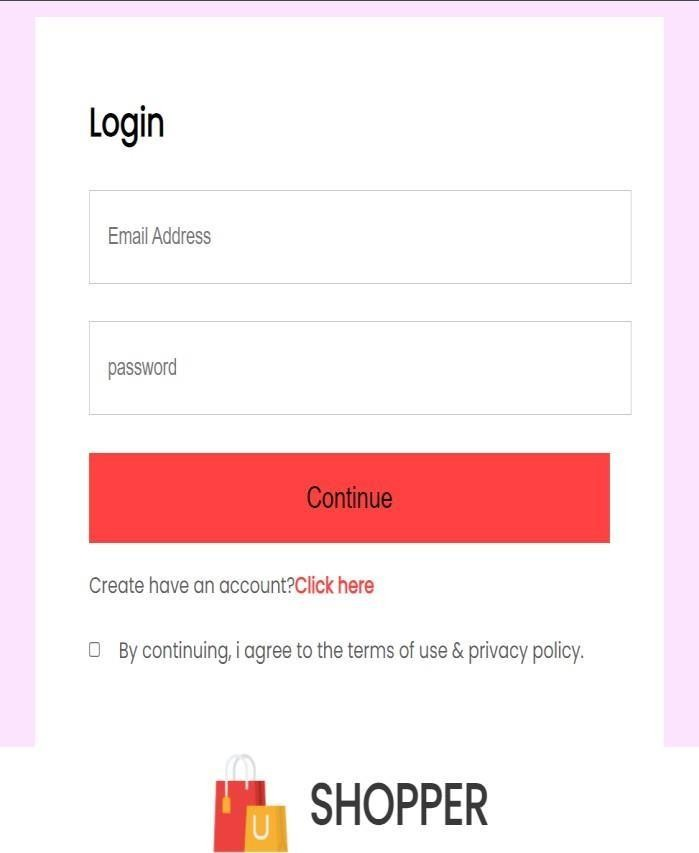 Login
Email Address
password
Continue
Create have an account?Click here
By continuing, i agree to the terms of use & privacy policy.
U
SHOPPER